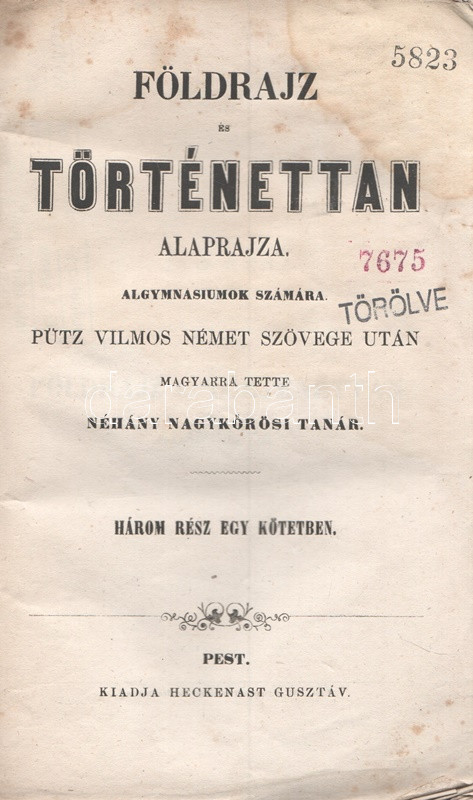 5823
FÖLDRAJZ
ÉS
TÖRTÉNETTAN
ALAPRAJZA.
7675
ALGYMNASIUMOK SZÁMÁRA.
TÖRÖLVE
PÜTZ VILMOS NÉMET SZÖVEGE UTÁN
MAGYARRA TETTE
darabanth
NÉHÁNY NAGYKŐRÖSI TANÁR.
HÁROM RÉSZ EGY KÖTETBEN.
PEST.
KIADJA HECKENAST GUSZTÁV.